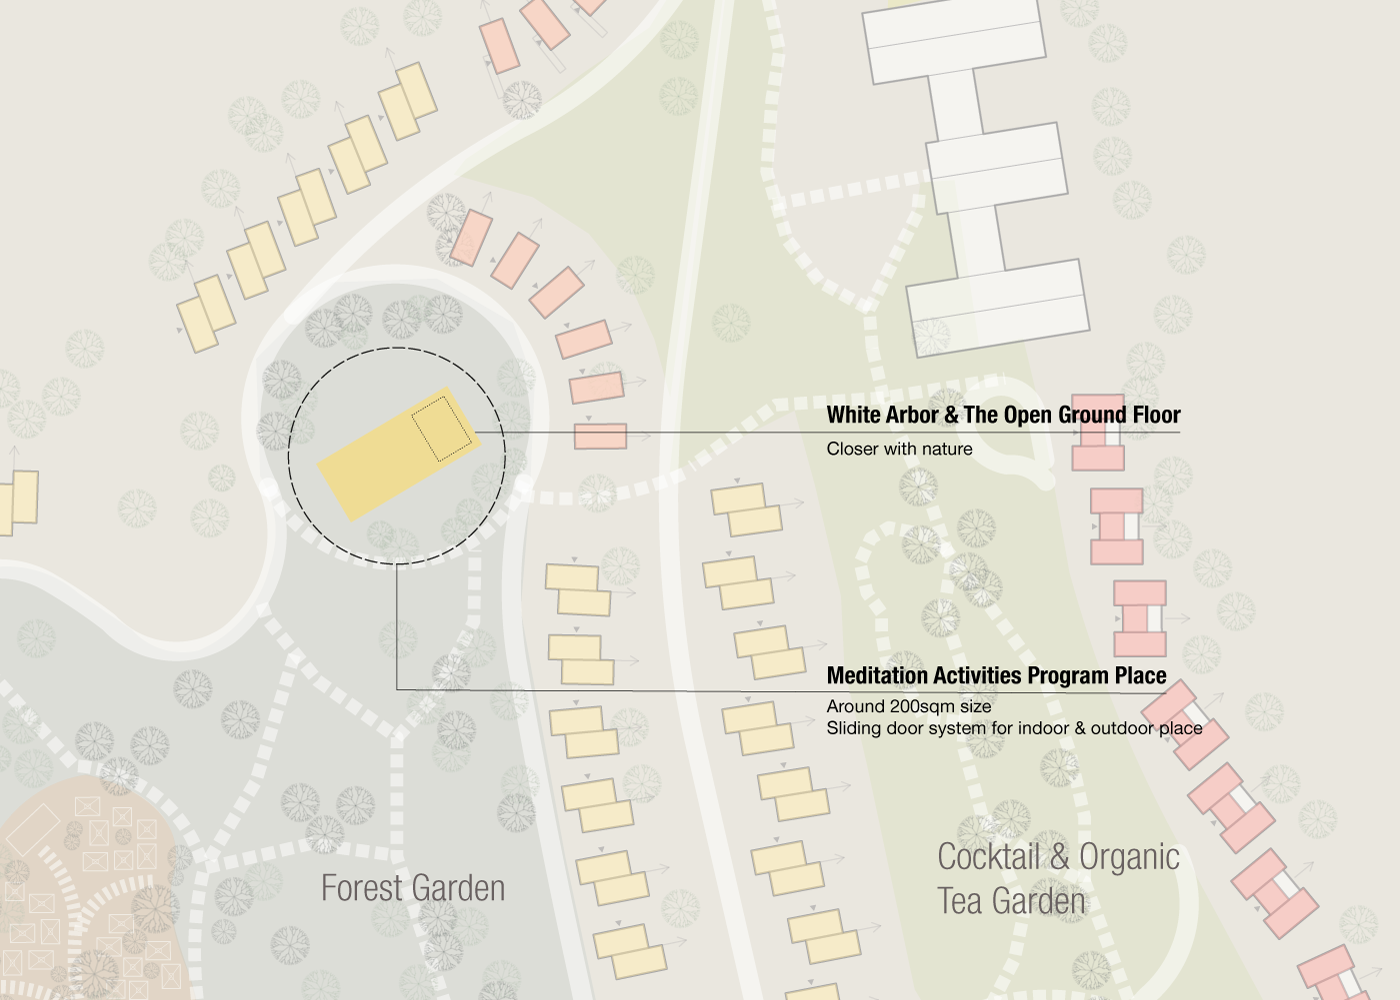 White Arbor & The Open Ground Floor
Closer with nature
Meditation Activities Program Place
Around 200sqm size
Sliding door system for indoor & outdoor place
Forest Garden
Cocktail & Organic
Tea Garden